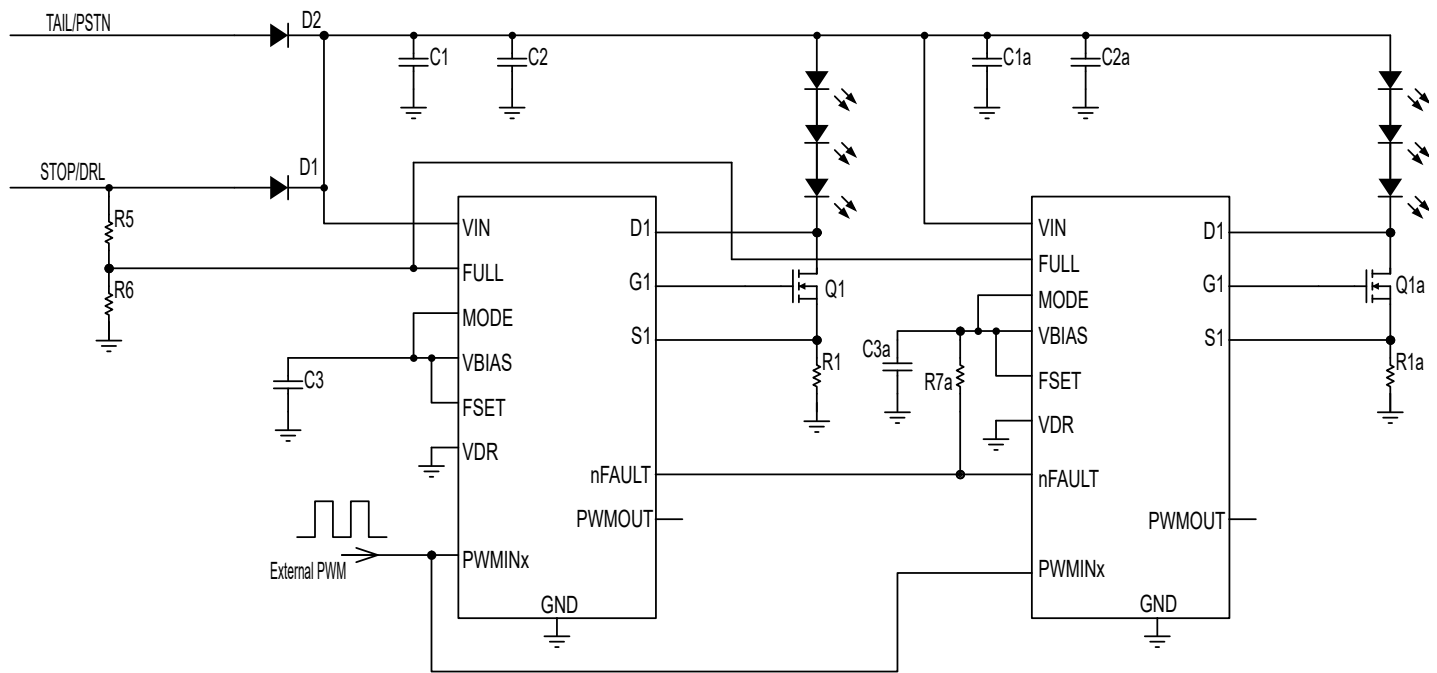 TAIL/PSTN
D2
C1
C2
C1a
C2a
STOP/DRL
D1
R5
R6
VIN
FULL
MODE
VBIAS
FSET
VDR
PWMINx
GND
D1
G1
S1
nFAULT
PWMOUT
Q1
R1
C3
External PWM
C3a
R7a
VIN
FULL
MODE
VBIAS
FSET
VDR
nFAULT
PWMINx
GND
D1
G1
S1
PWMOUT
Q1a
R1a